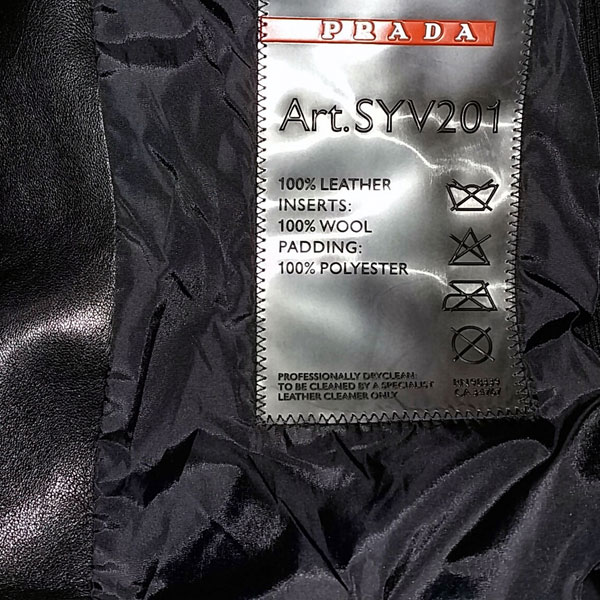 PRADA
Art.SYV201
100% LEATHER
INSERTS:
100% WOOL
PADDING:
100% POLYESTER
PROFESSIONALLY DRYCLEAN:
TO BE CLEANED BY A SPECIALIST
LEATHER CLEANER ONLY